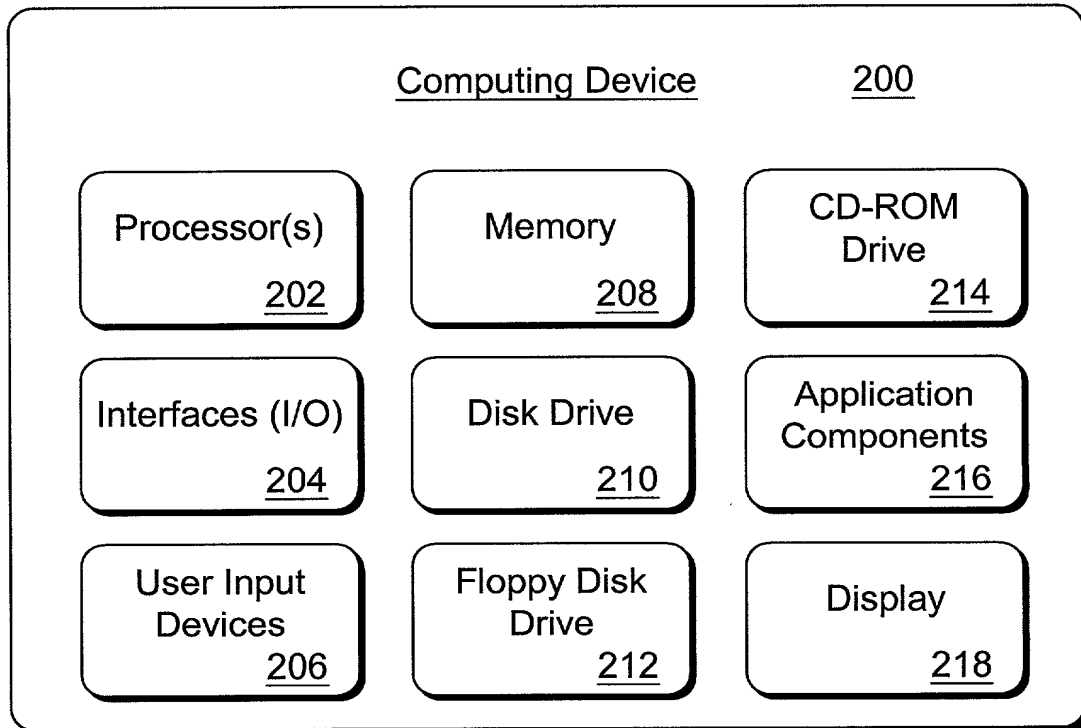 Computing Device 200
Processor(s)
202
Memory
208
CD-ROM
Drive
214
Interfaces (I/O)
204
Disk Drive
210
Application
Components
216
User Input
Devices
206
Floppy Disk
Drive
212
Display
218